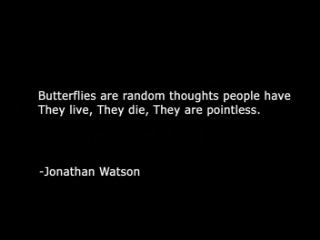 Butterflies are random thoughts people have
They live, They die, They are pointless.
-Jonathan Watson